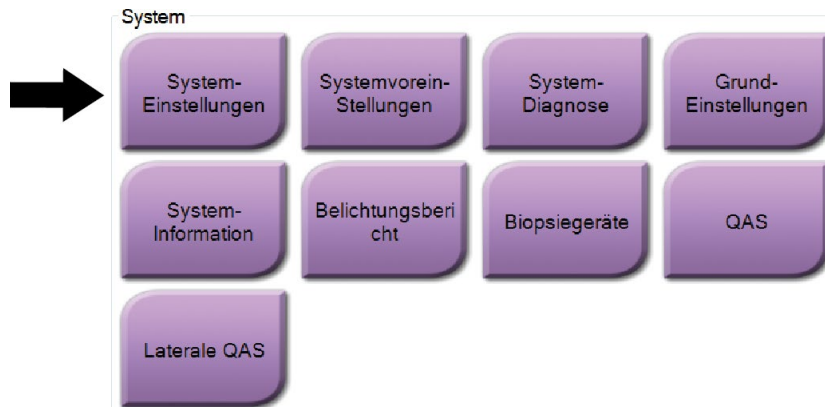 System
System-
Einstellungen
Systemvorein-
Stellungen
System-
Diagnose
Grund-
Einstellungen
System-
Information
Belichtungsberi
cht
Biopsiegeräte
QAS
Laterale QAS